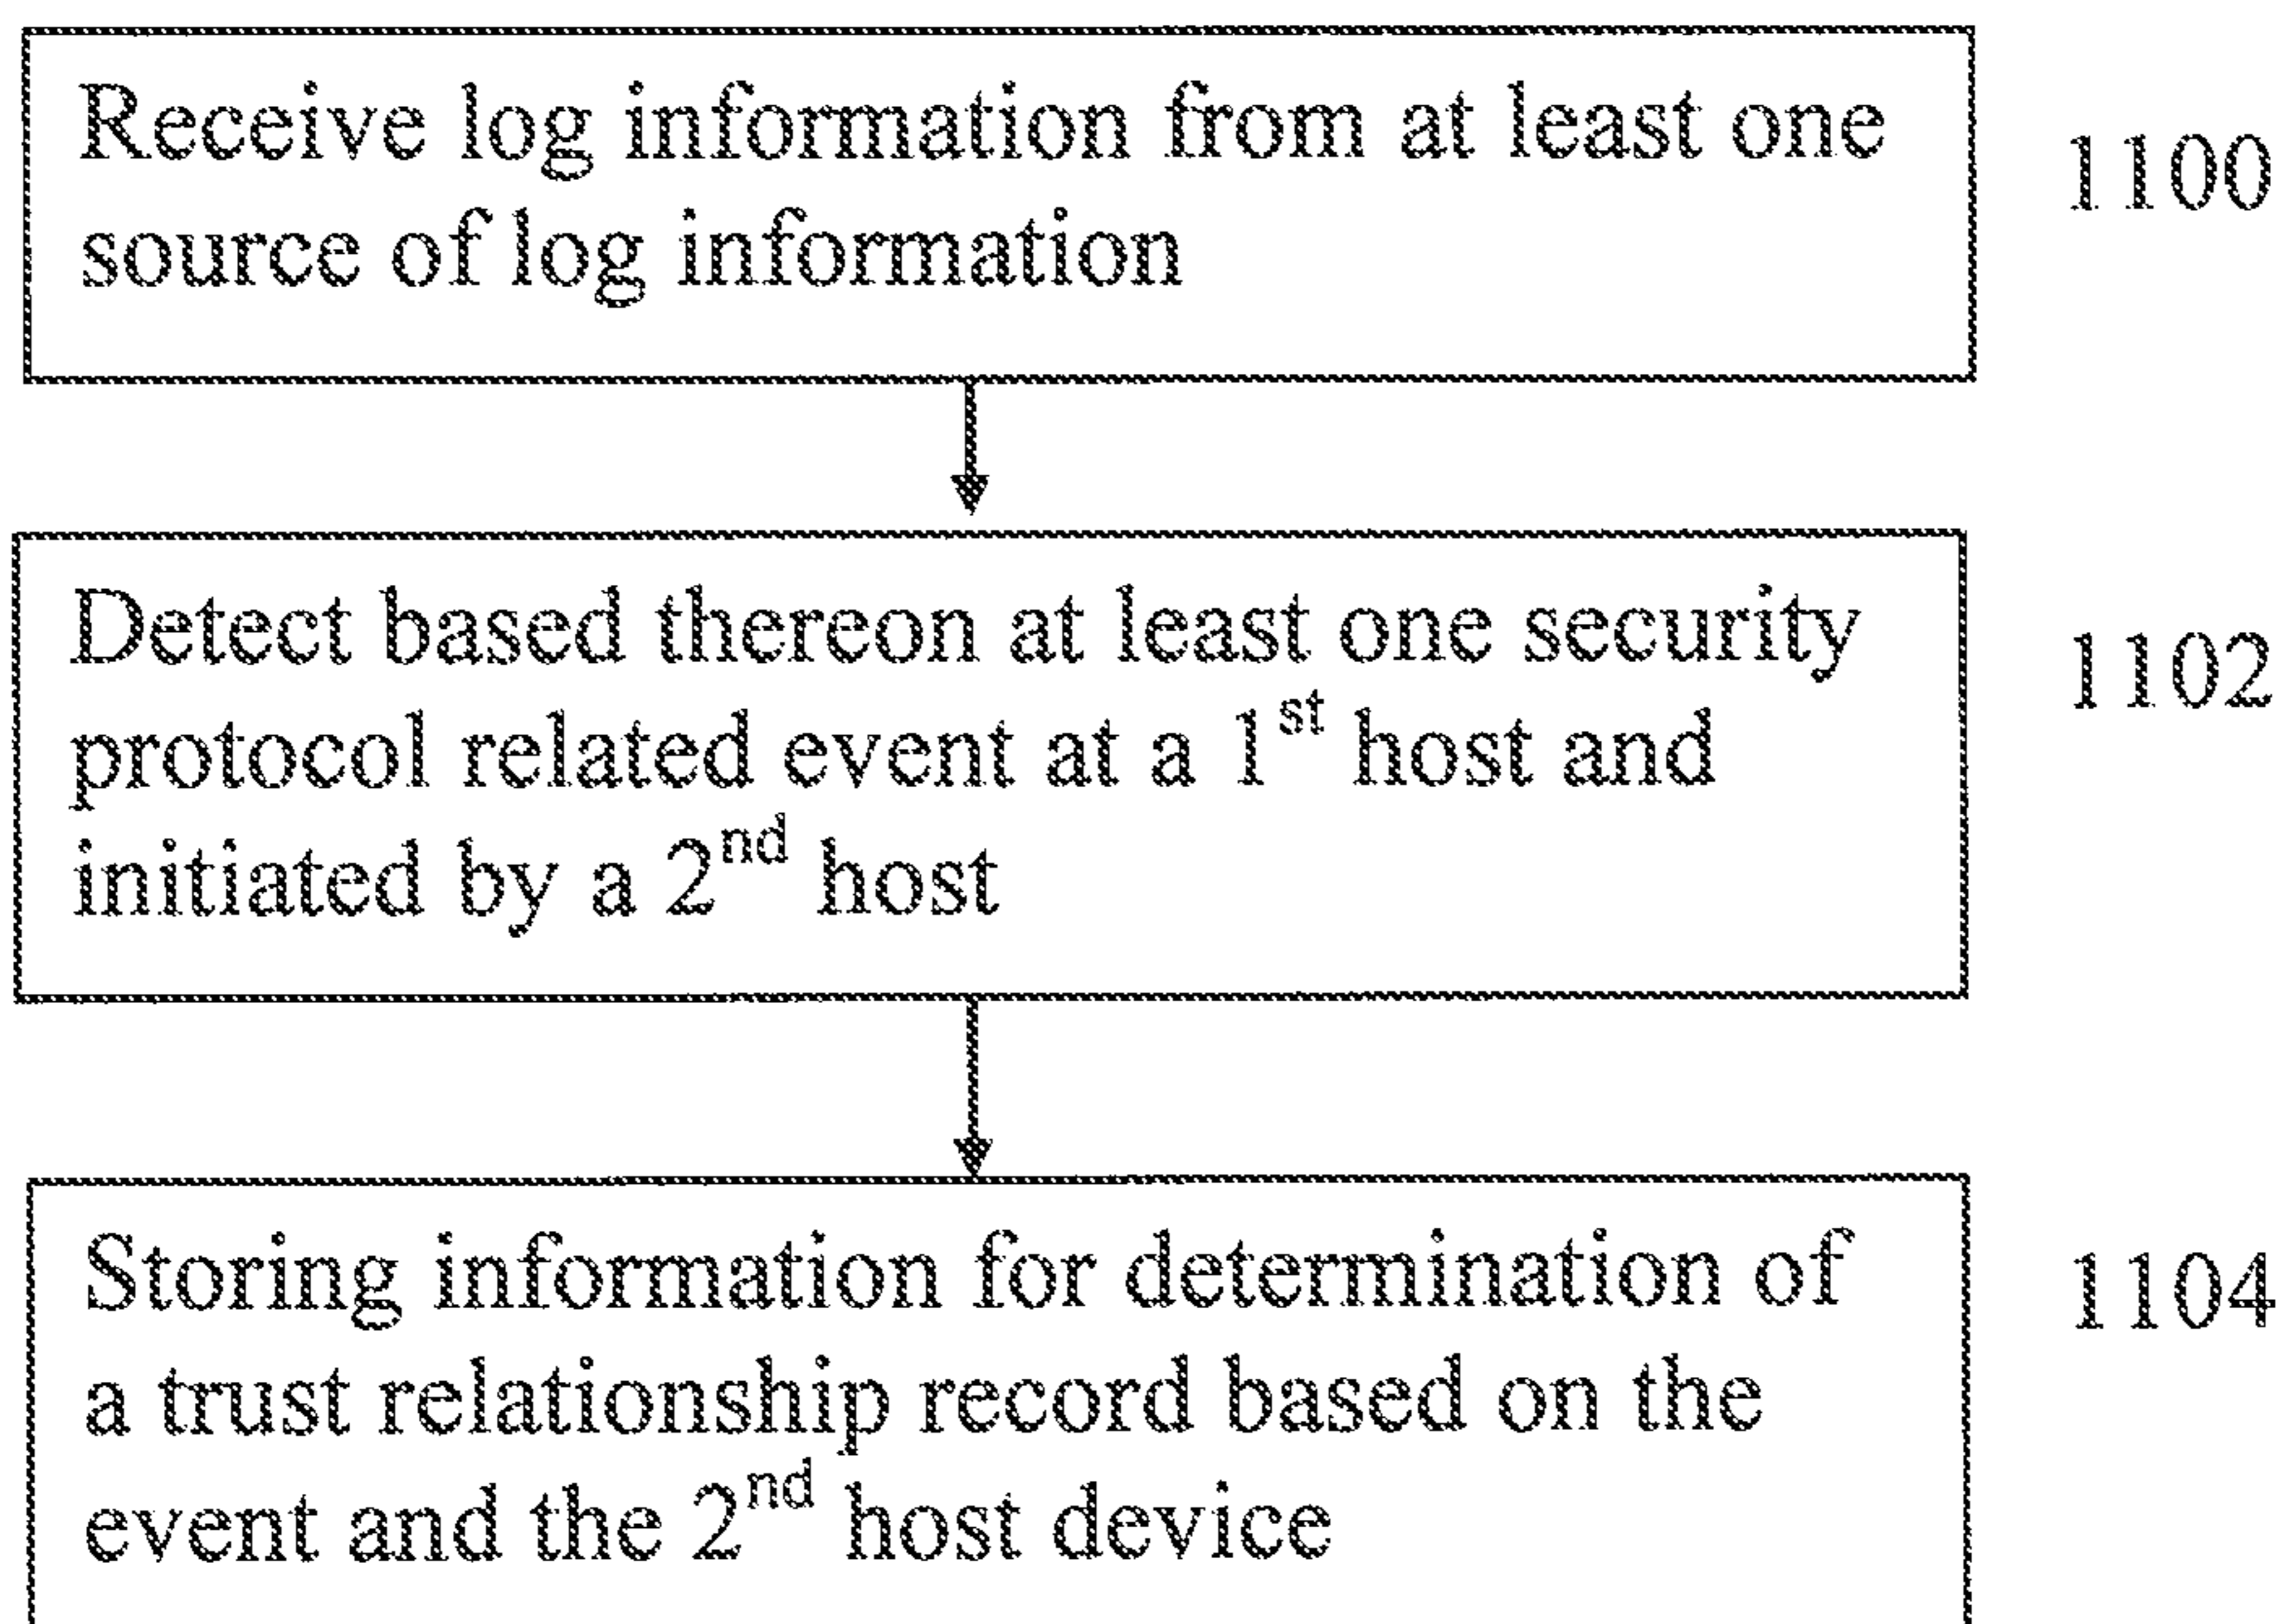 Receive log information from at least one
source of log information
1100
Detect based thereon at least one security
protocol related event at a 1st host and
initiated by a 2nd host
1102
Storing information for determination of
a trust relationship record based on the
event and the 2nd host device
1104